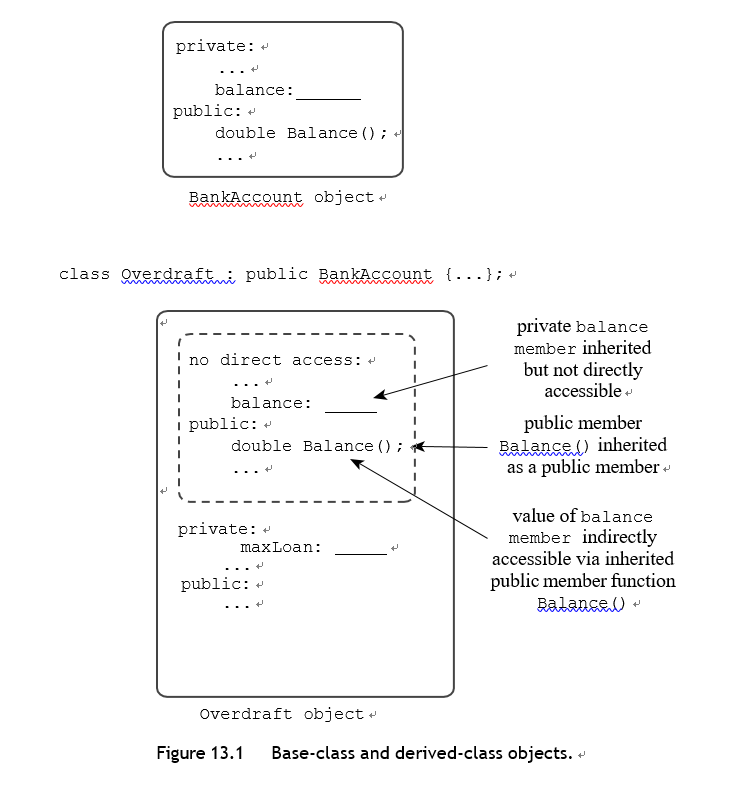 private:
...
balance:______
public:
double Balance();
...
BankAccount object
class Overdraft : public BankAccount {...};
no direct access:
...
balance: _____
public:
double Balance();
...
private:
maxLoan: _____
...
public:
...
Overdraft object
private balance
member inherited
but not directly
accessible
public member
Balance() inherited
as a public member
value of balance
member indirectly
accessible via inherited
public member function
Balance()
Figure 13.1 Base-class and derived-class objects.